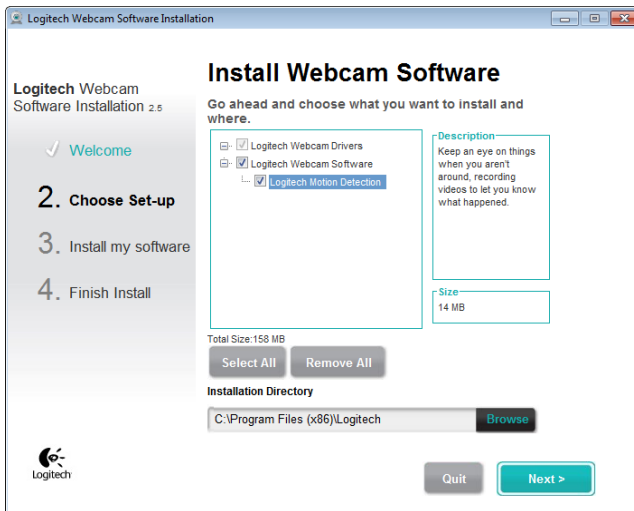 Logitech Webcam Software Installation
Install Webcam Software
Logitech Webcam
Software Installation 2.5
Go ahead and choose what you want to install and
where.
Welcome
2. Choose Set-up
3. Install my software
4. Finish Install
Logitech Webcam Drivers
Logitech Webcam Software
Logitech Motion Detection
Description
Keep an eye on things
when you aren't
around, recording
videos to let you know
what happened.
Size
14 MB
Total Size:158 MB
Select All
Remove All
Installation Directory
C:\Program Files (x86)\Logitech
Browse
Logitech
Quit
Next >